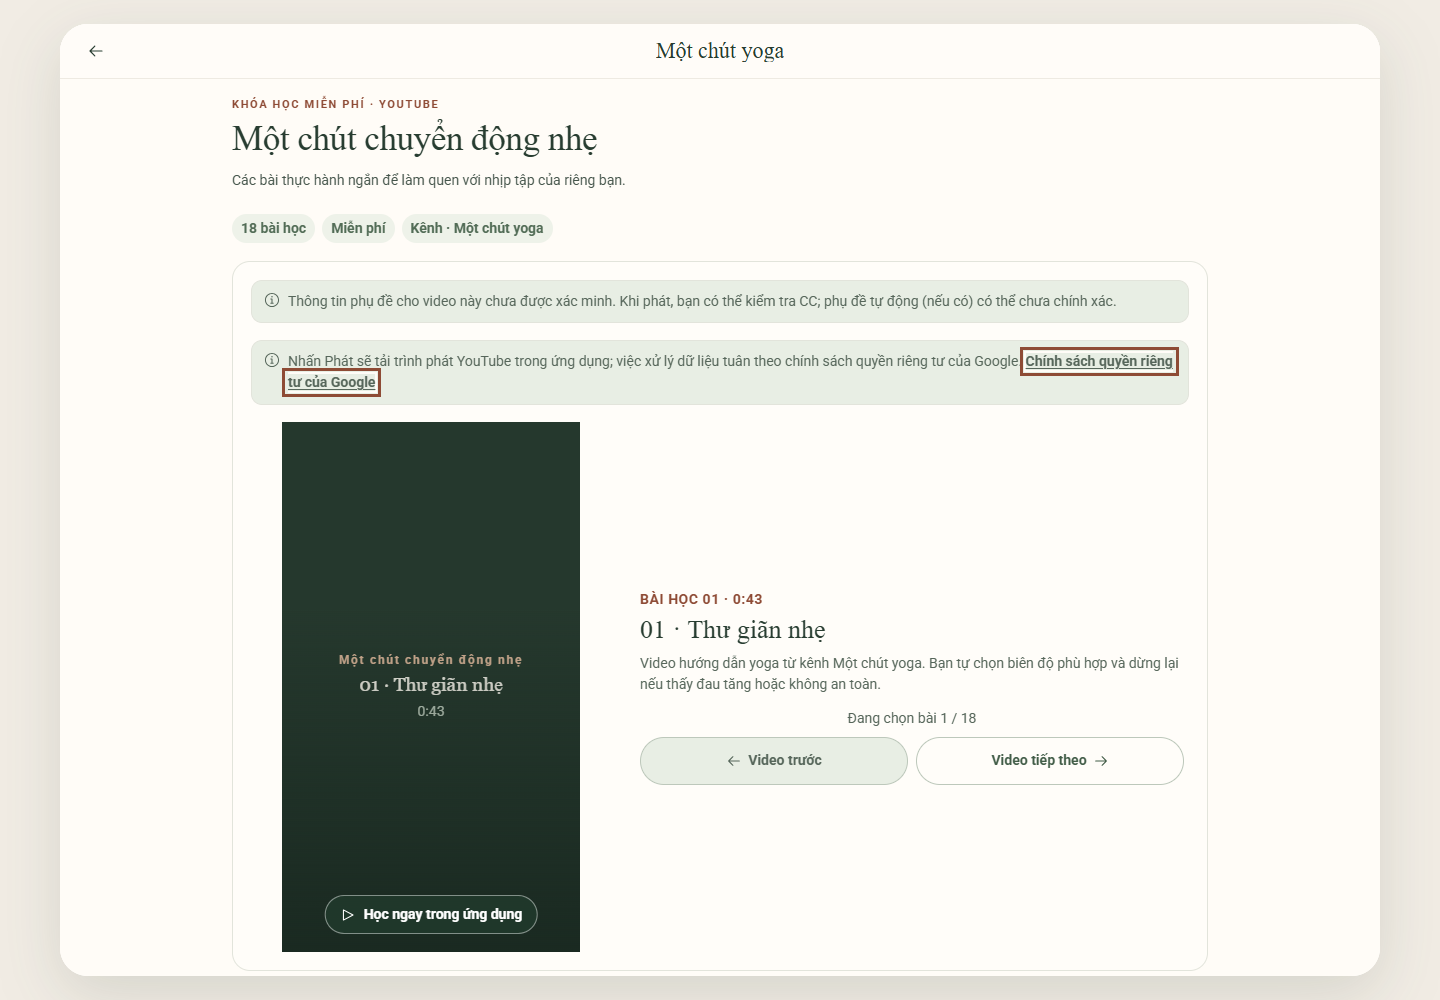 Một chút yoga
KHÓA HỌC MIỄN PHÍ · YOUTUBE
Một chút chuyển động nhẹ
Các bài thực hành ngắn để làm quen với nhịp tập của riêng bạn.
18 bài học
Miễn phí
Kênh · Một chút yoga
Thông tin phụ đề cho video này chưa được xác minh. Khi phát, bạn có thể kiểm tra CC; phụ đề tự động (nếu có) có thể chưa chính xác.
Nhấn Phát sẽ tải trình phát YouTube trong ứng dụng; việc xử lý dữ liệu tuân theo chính sách quyền riêng tư của Google. Chính sách quyền riêng
tư của Google
Một chút chuyển động nhẹ
01 · Thư giãn nhẹ
0:43
Học ngay trong ứng dụng
BÀI HỌC 01 · 0:43
01 · Thư giãn nhẹ
Video hướng dẫn yoga từ kênh Một chút yoga. Bạn tự chọn biên độ phù hợp và dừng lại
nếu thấy đau tăng hoặc không an toàn.
Đang chọn bài 1 / 18
← Video trước
Video tiếp theo →